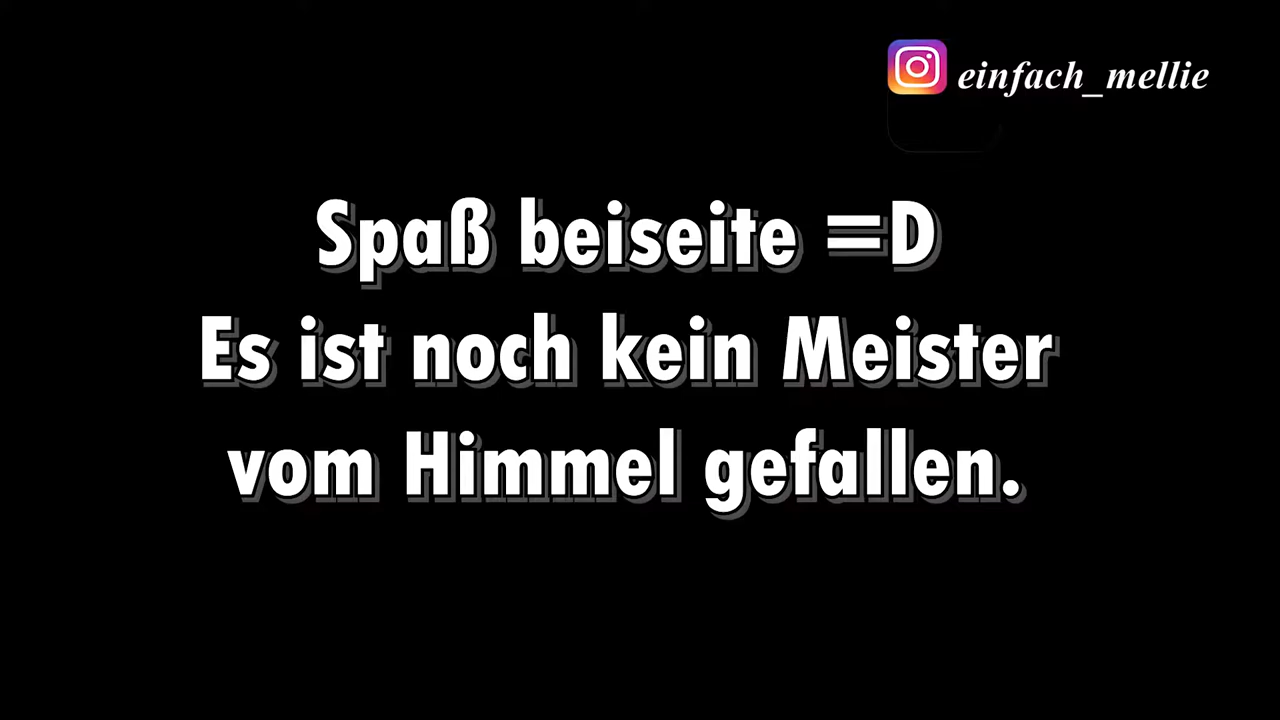 einfach_mellie
Spaß beiseite =D
Es ist noch kein Meister
vom Himmel gefallen.